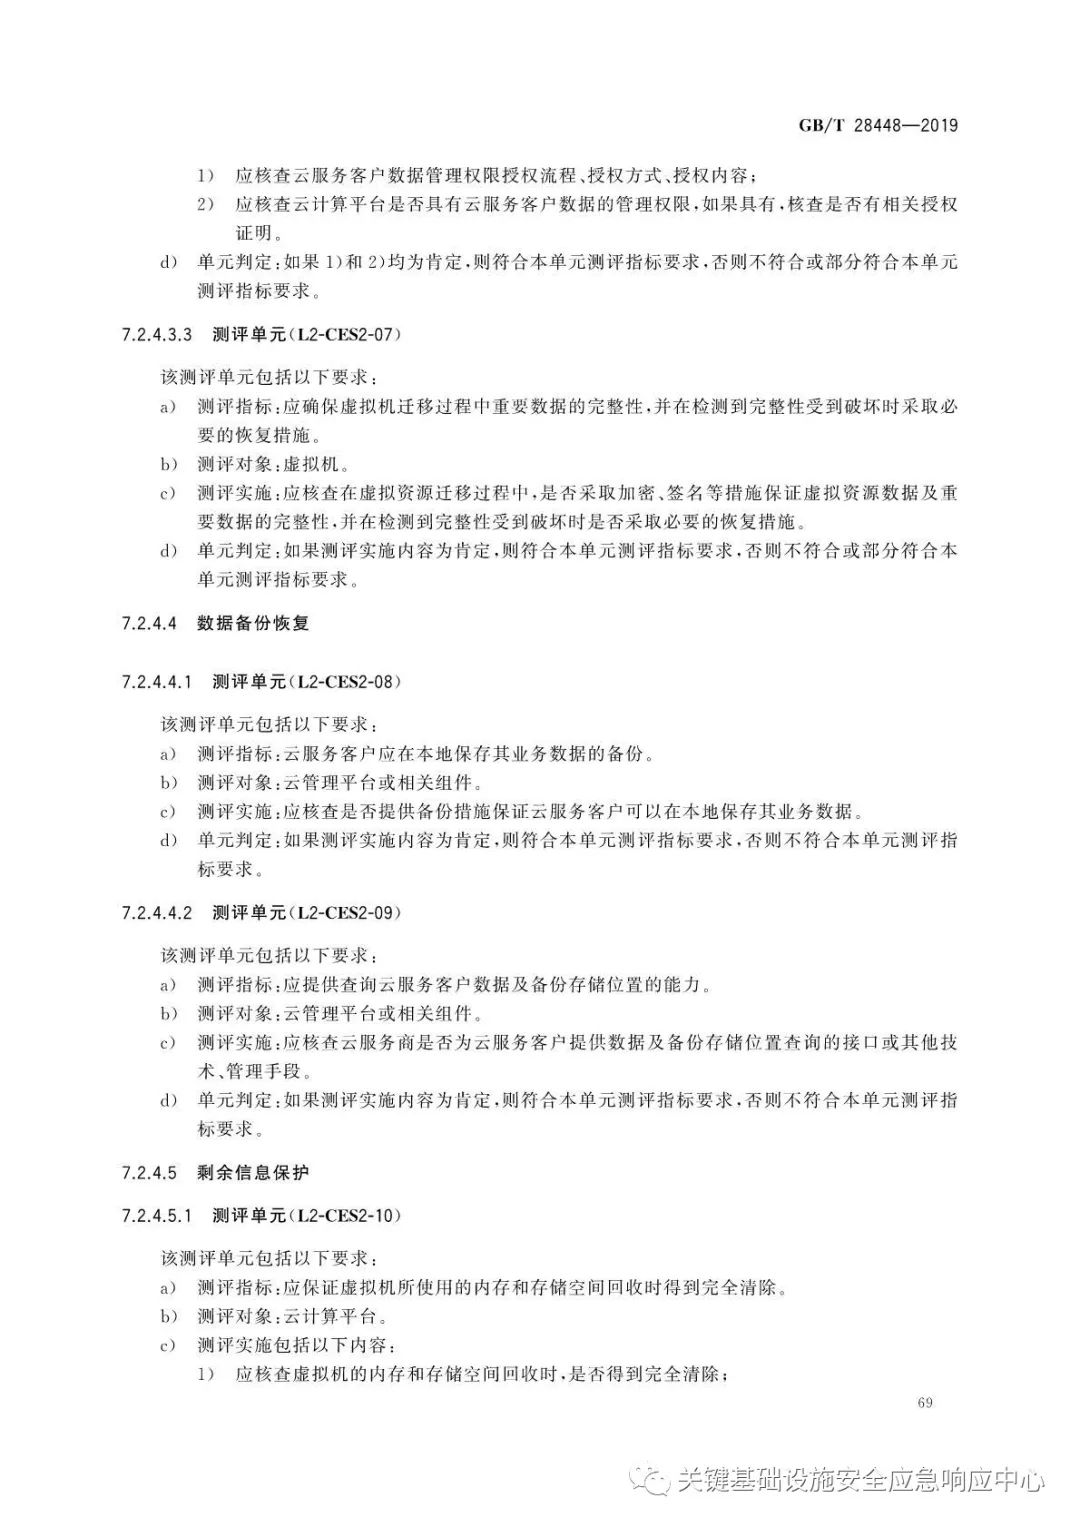 GB/T 28448—2019
1) 应核查云服务客户数据管理权限授权流程、授权方式、授权内容;
2) 应核查云计算平台是否具有云服务客户数据的管理权限,如果具有,核查是否有相关授权
证明。
d) 单元判定:如果1)和2)均为肯定,则符合本单元测评指标要求,否则不符合或部分符合本单元
测评指标要求。
7.2.4.3.3 测评单元(L2-CES2-07)
该测评单元包括以下要求:
a) 测评指标:应确保虚拟机迁移过程中重要数据的完整性,并在检测到完整性受到破坏时采取必
要的恢复措施。
b) 测评对象:虚拟机。
c) 测评实施:应核查在虚拟资源迁移过程中,是否采取加密、签名等措施保证虚拟资源数据及重
要数据的完整性,并在检测到完整性受到破坏时是否采取必要的恢复措施。
d) 单元判定:如果测评实施内容为肯定,则符合本单元测评指标要求,否则不符合或部分符合本
单元测评指标要求。
7.2.4.4 数据备份恢复
7.2.4.4.1 测评单元(L2-CES2-08)
该测评单元包括以下要求:
a) 测评指标:云服务客户应在本地保存其业务数据的备份。
b) 测评对象:云管理平台或相关组件。
c) 测评实施:应核查是否提供备份措施保证云服务客户可以在本地保存其业务数据。
d) 单元判定:如果测评实施内容为肯定,则符合本单元测评指标要求,否则不符合本单元测评指
标要求。
7.2.4.4.2 测评单元(L2-CES2-09)
该测评单元包括以下要求:
a) 测评指标:应提供查询云服务客户数据及备份存储位置的能力。
b) 测评对象:云管理平台或相关组件。
c) 测评实施:应核查云服务商是否为云服务客户提供数据及备份存储位置查询的接口或其他技
术、管理手段。
d) 单元判定:如果测评实施内容为肯定,则符合本单元测评指标要求,否则不符合本单元测评指
标要求。
7.2.4.5 剩余信息保护
7.2.4.5.1 测评单元(L2-CES2-10)
该测评单元包括以下要求:
a) 测评指标:应保证虚拟机所使用的内存和存储空间回收时得到完全清除。
b) 测评对象:云计算平台。
c) 测评实施包括以下内容:
1) 应核查虚拟机的内存和存储空间回收时,是否得到完全清除;
69
关键基础设施安全应急响应中心